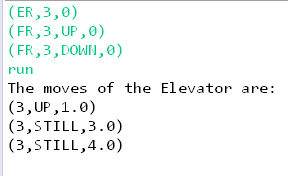 (ER,3,0)
(FR,3,UP,0)
(FR,3,DOWN,0)
run
The moves of the Elevator are:
(3,UP,1.0)
(3,STILL,3.0)
(3,STILL,4.0)